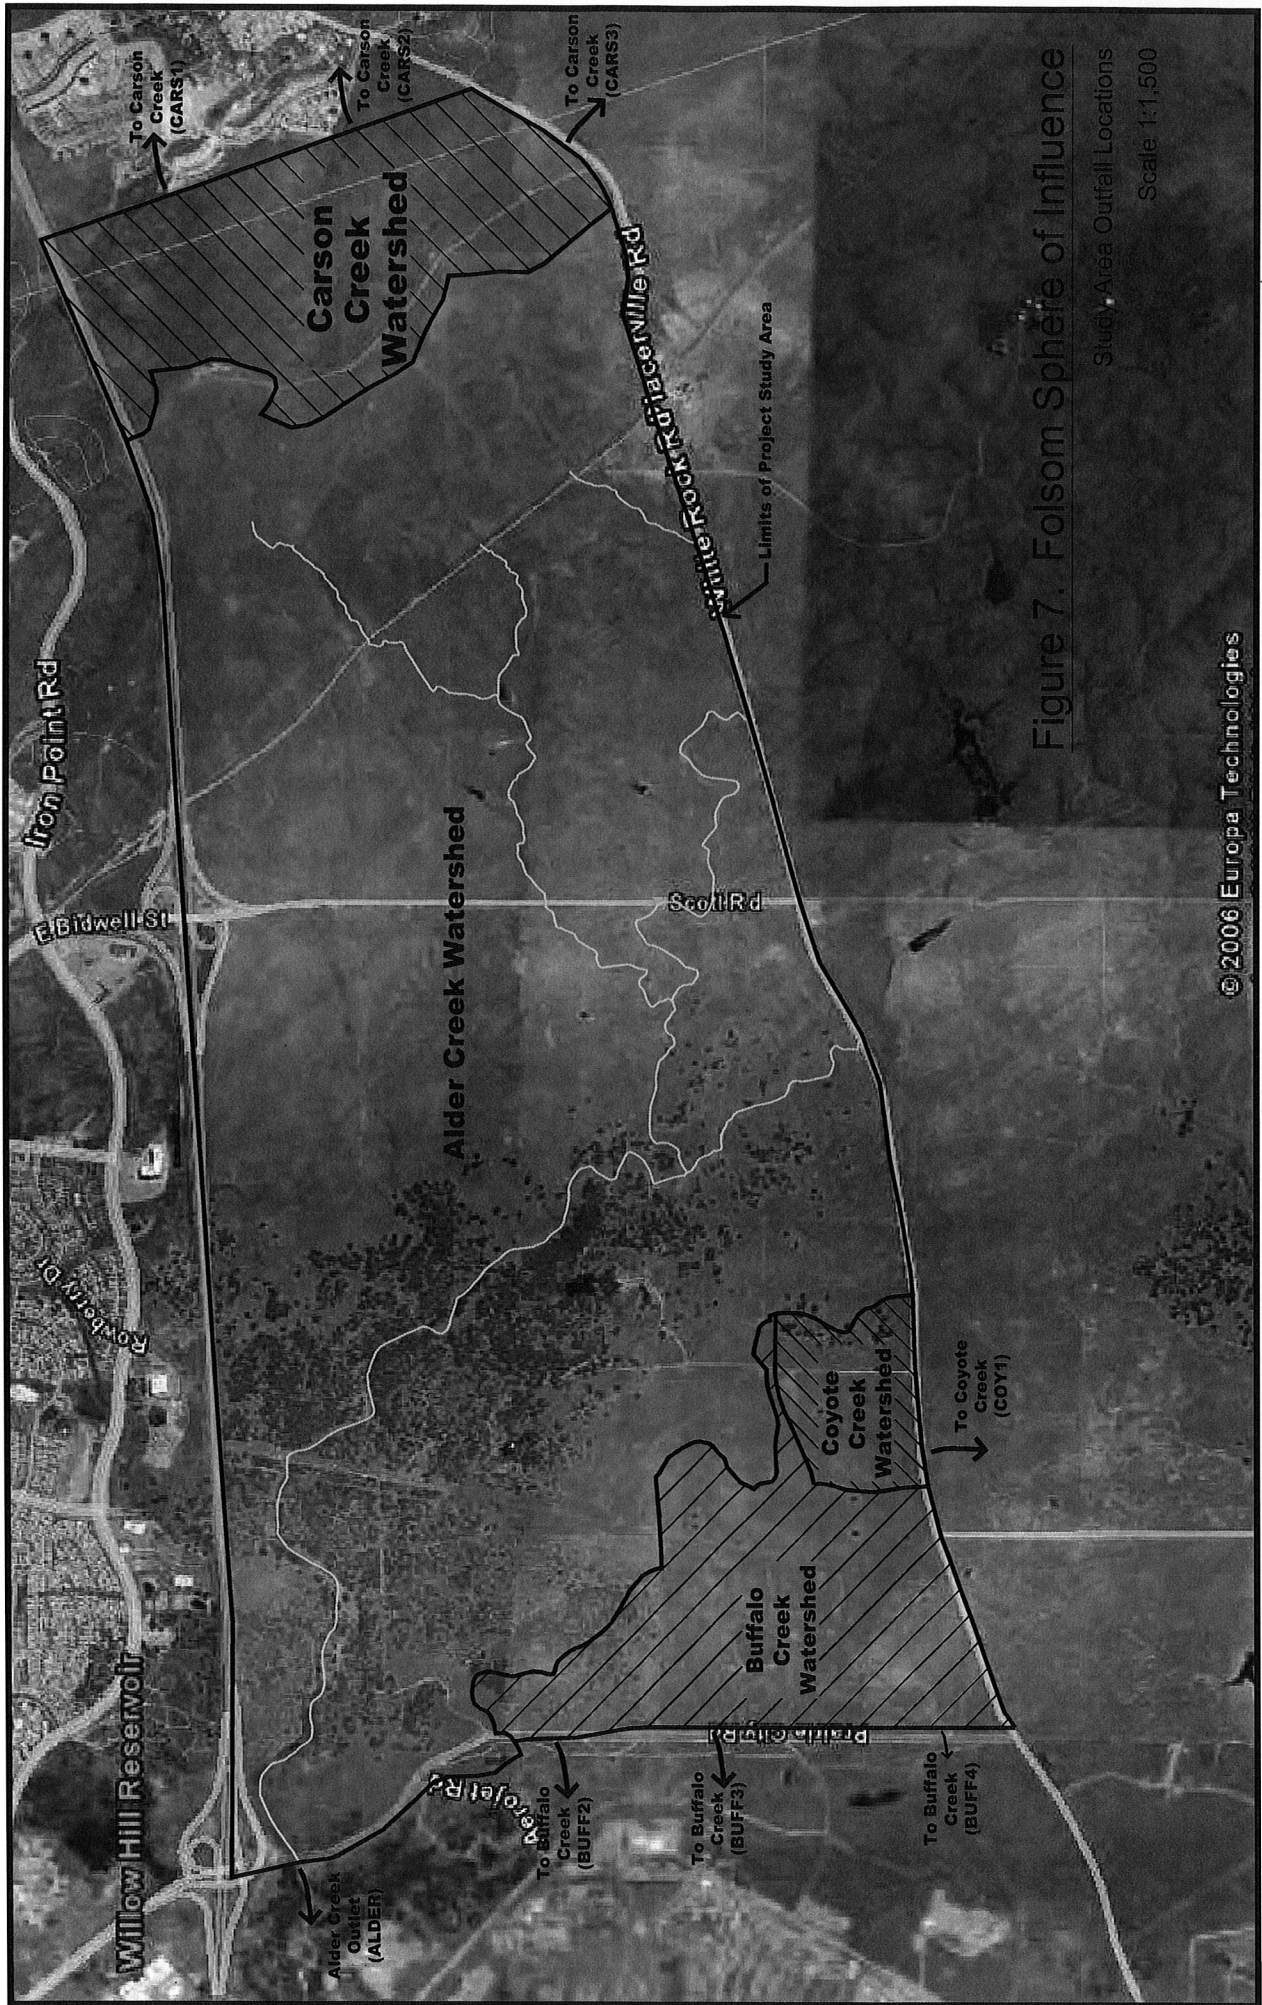 Willow Hill Reservoir
Rowberry Dr
E Bidwell St
Iron Point Rd
To Carson
Creek
(CARS1)
To Carson
Creek
(CARS2)
To Carson
Creek
(CARS3)
Carson
Creek
Watershed
Alder Creek Watershed
Alder Creek
Outlet
(ALDER)
Aerojet Rd
To Buffalo
Creek
(BUFF2)
To Buffalo
Creek
(BUFF3)
To Buffalo
Creek
(BUFF4)
Prairie City Rd
Buffalo
Creek
Watershed
Coyote
Creek
Watershed
To Coyote
Creek
(COY1)
Scott Rd
White Rock Rd
Placerville Rd
Limits of Project Study Area
Figure 7. Folsom Sphere of Influence
Study Area Outfall Locations
Scale 1:1,500
© 2006 Europa Technologies